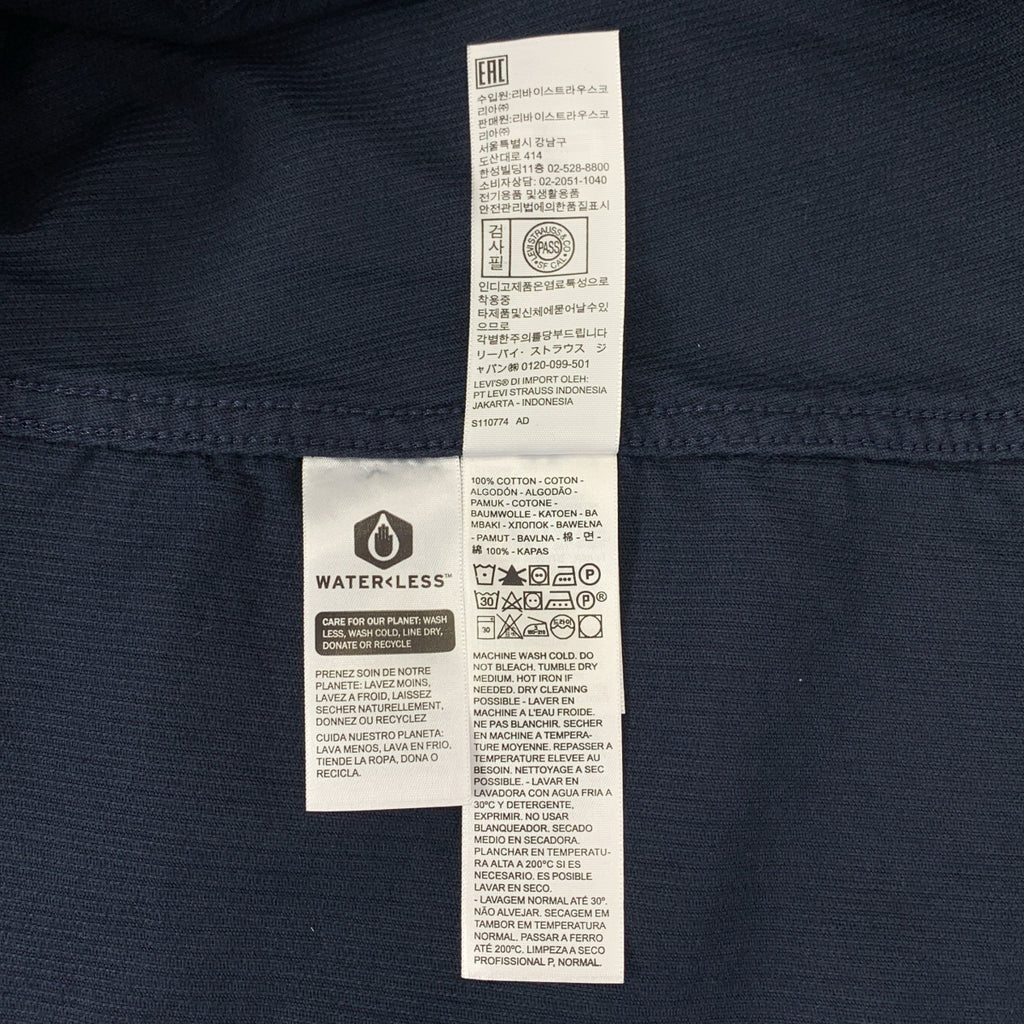 EAC
수입원:리바이스트라우스코
리아㈜
판매원:리바이스트라우스코
리아㈜
서울특별시 강남구
도산대로 414
한성빌딩11층 02-528-8800
소비자상담: 02-2051-1040
전기용품 및생활용품
안전관리법에의한품질표시
검사필
LEVI STRAUSS & CO
PASS
SF CAL
인디고제품은염료특성으로
착용중
타제품및신체에묻어날수있
으므로
각별한주의를당부드립니다
リーバイ・ストラウス ジ
ャパン㈱ 0120-099-501
LEVI'S® DI IMPORT OLEH:
PT LEVI STRAUSS INDONESIA
JAKARTA - INDONESIA
S110774 AD
WATER<LESS™
CARE FOR OUR PLANET: WASH
LESS, WASH COLD, LINE DRY,
DONATE OR RECYCLE
PRENEZ SOIN DE NOTRE
PLANETE: LAVEZ MOINS,
LAVEZ A FROID, LAISSEZ
SECHER NATURELLEMENT,
DONNEZ OU RECYCLEZ
CUIDA NUESTRO PLANETA:
LAVA MENOS, LAVA EN FRIO,
TIENDE LA ROPA, DONA O
RECICLA.
100% COTTON - COTON -
ALGODÓN - ALGODÃO -
PAMUK - COTONE -
BAUMWOLLE - KATOEN - BA
MBAKI - ХЛОПОК - BAWEŁNA
- PAMUT - BAVLNA - 棉 - 면 -
綿 100% - KAPAS
P
30 P®
30 180-210 드라이
MACHINE WASH COLD. DO
NOT BLEACH. TUMBLE DRY
MEDIUM. HOT IRON IF
NEEDED. DRY CLEANING
POSSIBLE - LAVER EN
MACHINE A L'EAU FROIDE.
NE PAS BLANCHIR. SECHER
EN MACHINE A TEMPERA-
TURE MOYENNE. REPASSER A
TEMPERATURE ELEVEE AU
BESOIN. NETTOYAGE A SEC
POSSIBLE. - LAVAR EN
LAVADORA CON AGUA FRIA A
30ºC Y DETERGENTE,
EXPRIMIR. NO USAR
BLANQUEADOR. SECADO
MEDIO EN SECADORA.
PLANCHAR EN TEMPERATU-
RA ALTA A 200ºC SI ES
NECESARIO. ES POSIBLE
LAVAR EN SECO.
- LAVAGEM NORMAL ATÉ 30º.
NÃO ALVEJAR. SECAGEM EM
TAMBOR EM TEMPERATURA
NORMAL. PASSAR A FERRO
ATÉ 200ºC. LIMPEZA A SECO
PROFISSIONAL P, NORMAL.